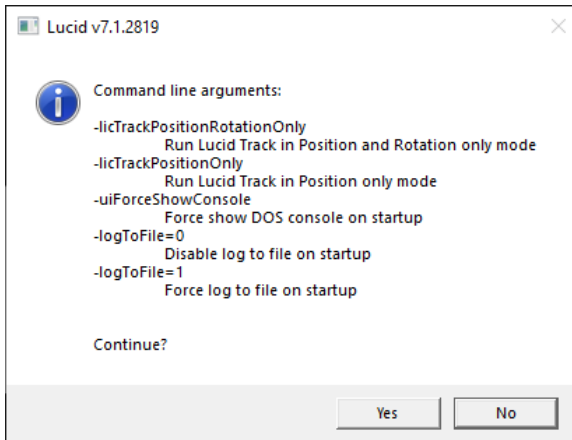 Lucid v7.1.2819
Command line arguments:
-licTrackPositionRotationOnly
Run Lucid Track in Position and Rotation only mode
-licTrackPositionOnly
Run Lucid Track in Position only mode
-uiForceShowConsole
Force show DOS console on startup
-logToFile=0
Disable log to file on startup
-logToFile=1
Force log to file on startup
Continue?
Yes No